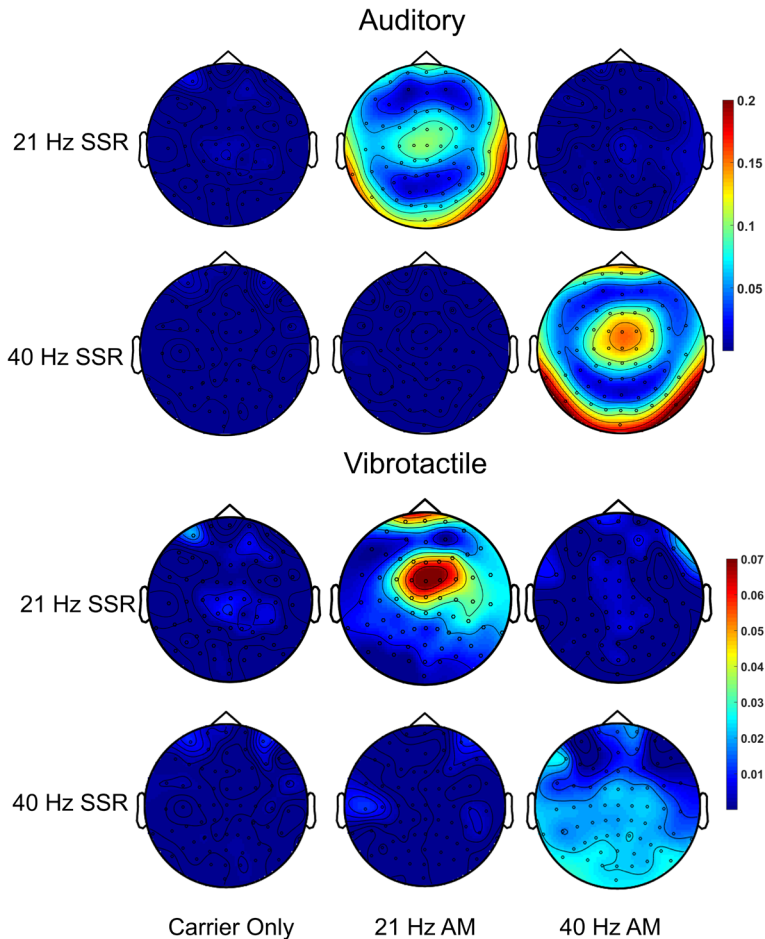 Auditory
21 Hz SSR
0.2
0.15
0.1
0.05
40 Hz SSR
Vibrotactile
21 Hz SSR
0.07
0.06
0.05
0.04
0.03
0.02
0.01
40 Hz SSR
Carrier Only 21 Hz AM 40 Hz AM